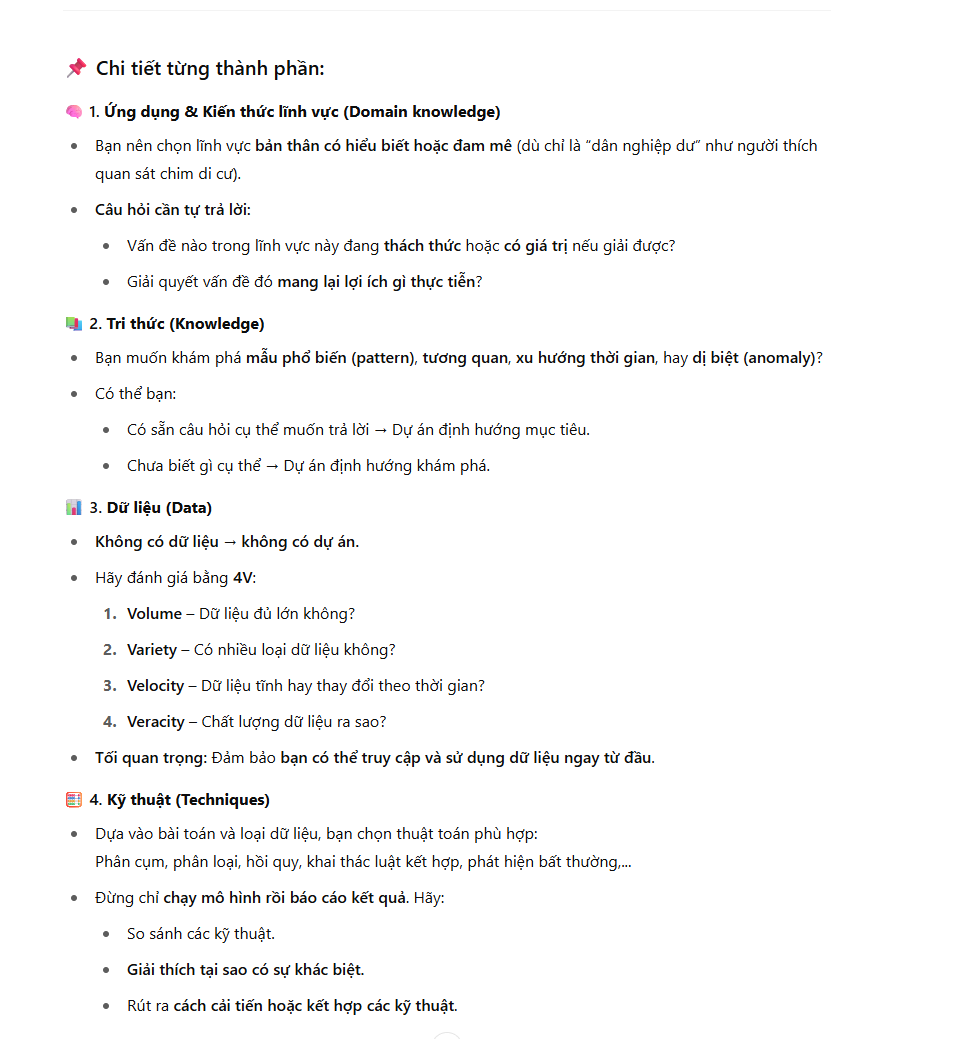 Chi tiết từng thành phần:
1. Ứng dụng & Kiến thức lĩnh vực (Domain knowledge)
Bạn nên chọn lĩnh vực bản thân có hiểu biết hoặc đam mê (dù chỉ là “dân nghiệp dư” như người thích
quan sát chim di cư).
Câu hỏi cần tự trả lời:
Vấn đề nào trong lĩnh vực này đang thách thức hoặc có giá trị nếu giải được?
Giải quyết vấn đề đó mang lại lợi ích gì thực tiễn?
2. Tri thức (Knowledge)
Bạn muốn khám phá mẫu phổ biến (pattern), tương quan, xu hướng thời gian, hay dị biệt (anomaly)?
Có thể bạn:
Có sẵn câu hỏi cụ thể muốn trả lời → Dự án định hướng mục tiêu.
Chưa biết gì cụ thể → Dự án định hướng khám phá.
3. Dữ liệu (Data)
Không có dữ liệu → không có dự án.
Hãy đánh giá bằng 4V:
1. Volume – Dữ liệu đủ lớn không?
2. Variety – Có nhiều loại dữ liệu không?
3. Velocity – Dữ liệu tĩnh hay thay đổi theo thời gian?
4. Veracity – Chất lượng dữ liệu ra sao?
Tối quan trọng: Đảm bảo bạn có thể truy cập và sử dụng dữ liệu ngay từ đầu.
4. Kỹ thuật (Techniques)
Dựa vào bài toán và loại dữ liệu, bạn chọn thuật toán phù hợp:
Phân cụm, phân loại, hồi quy, khai thác luật kết hợp, phát hiện bất thường,...
Đừng chỉ chạy mô hình rồi báo cáo kết quả. Hãy:
So sánh các kỹ thuật.
Giải thích tại sao có sự khác biệt.
Rút ra cách cải tiến hoặc kết hợp các kỹ thuật.